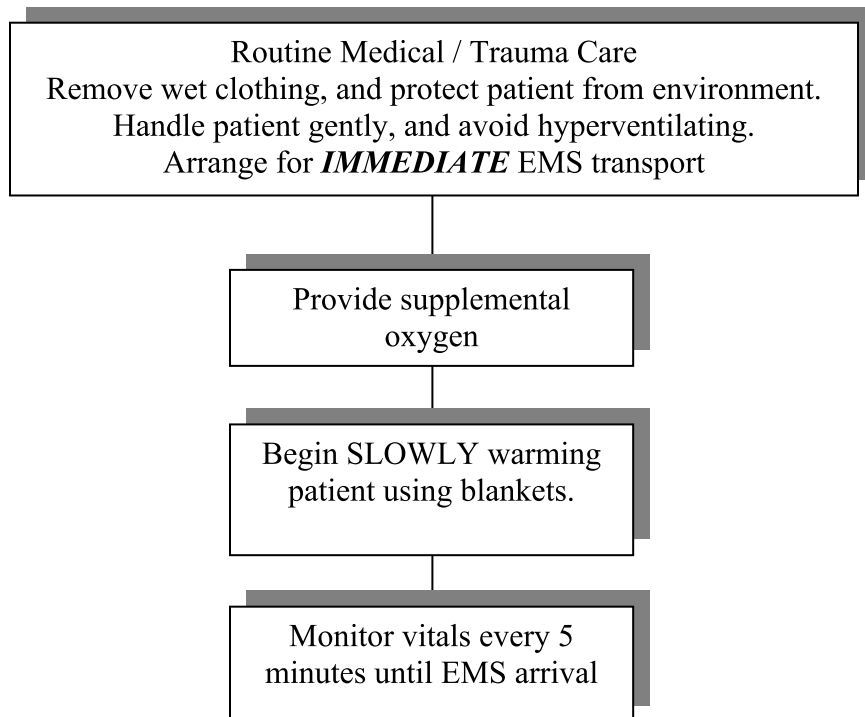 Routine Medical / Trauma Care
Remove wet clothing, and protect patient from environment.
Handle patient gently, and avoid hyperventilating.
Arrange for IMMEDIATE EMS transport
Provide supplemental
oxygen
Begin SLOWLY warming
patient using blankets.
Monitor vitals every 5
minutes until EMS arrival